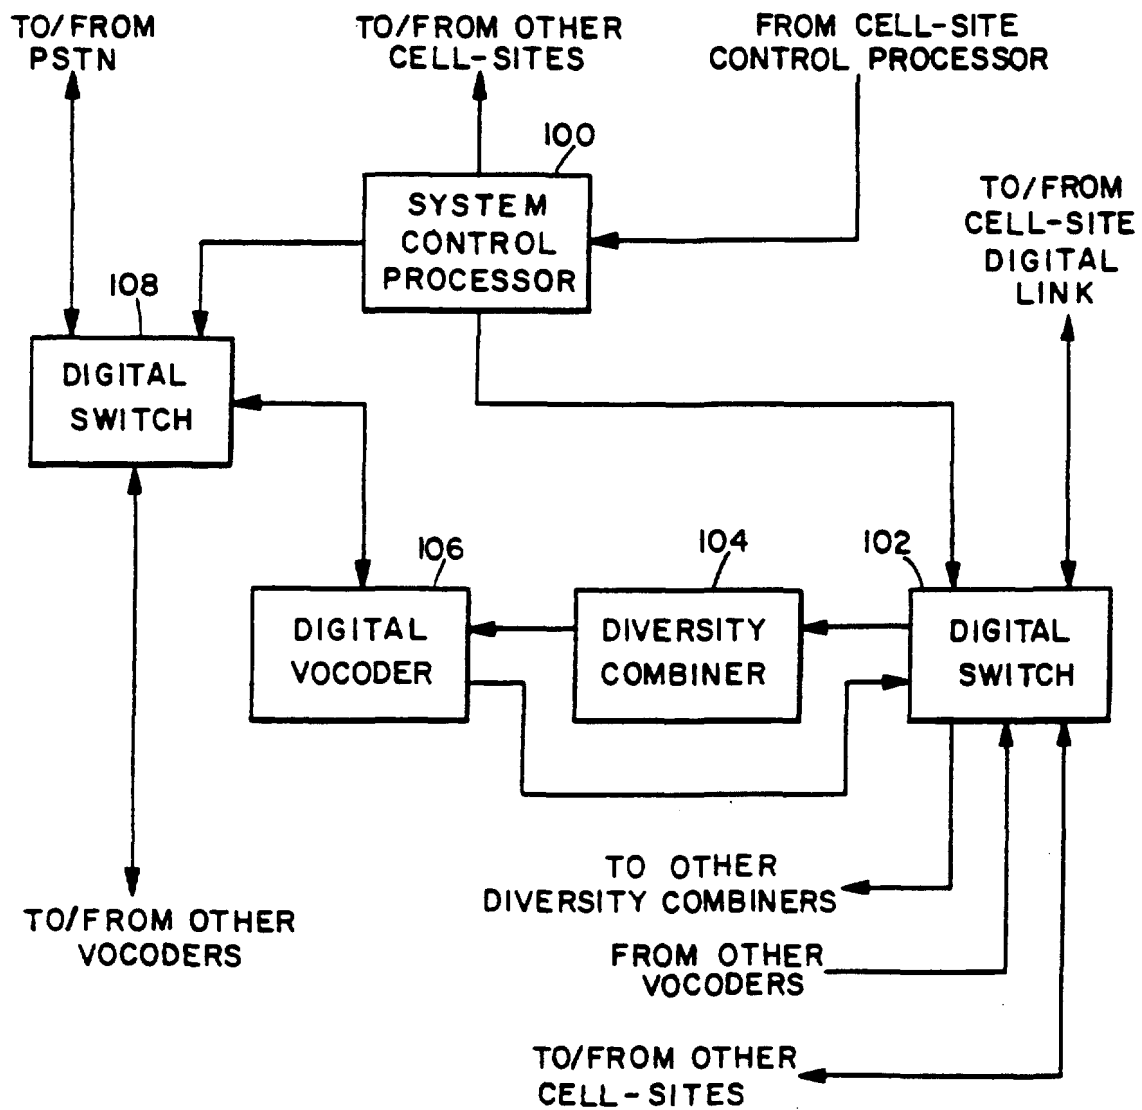 TO/FROM
PSTN
TO/FROM OTHER
CELL-SITES
FROM CELL-SITE
CONTROL PROCESSOR
100
SYSTEM
CONTROL
PROCESSOR
TO/FROM
CELL-SITE
DIGITAL
LINK
108
DIGITAL
SWITCH
106
DIGITAL
VOCODER
104
DIVERSITY
COMBINER
102
DIGITAL
SWITCH
TO OTHER
DIVERSITY COMBINERS
TO/FROM OTHER
VOCODERS
FROM OTHER
VOCODERS
TO/FROM OTHER
CELL-SITES